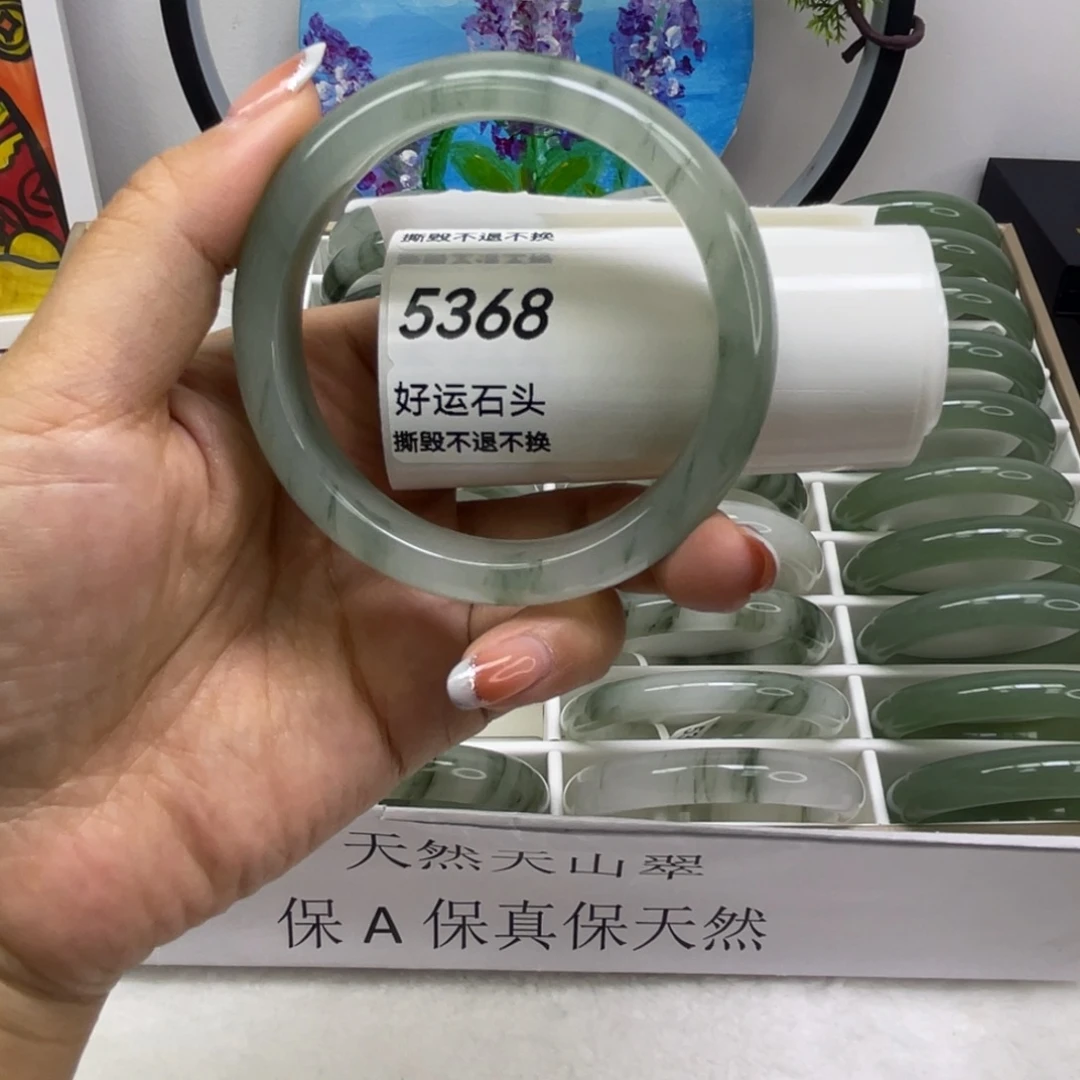 撕毁不退不换
5368
好运石头
撕毁不退不换
天然天山翠
保A保真保天然